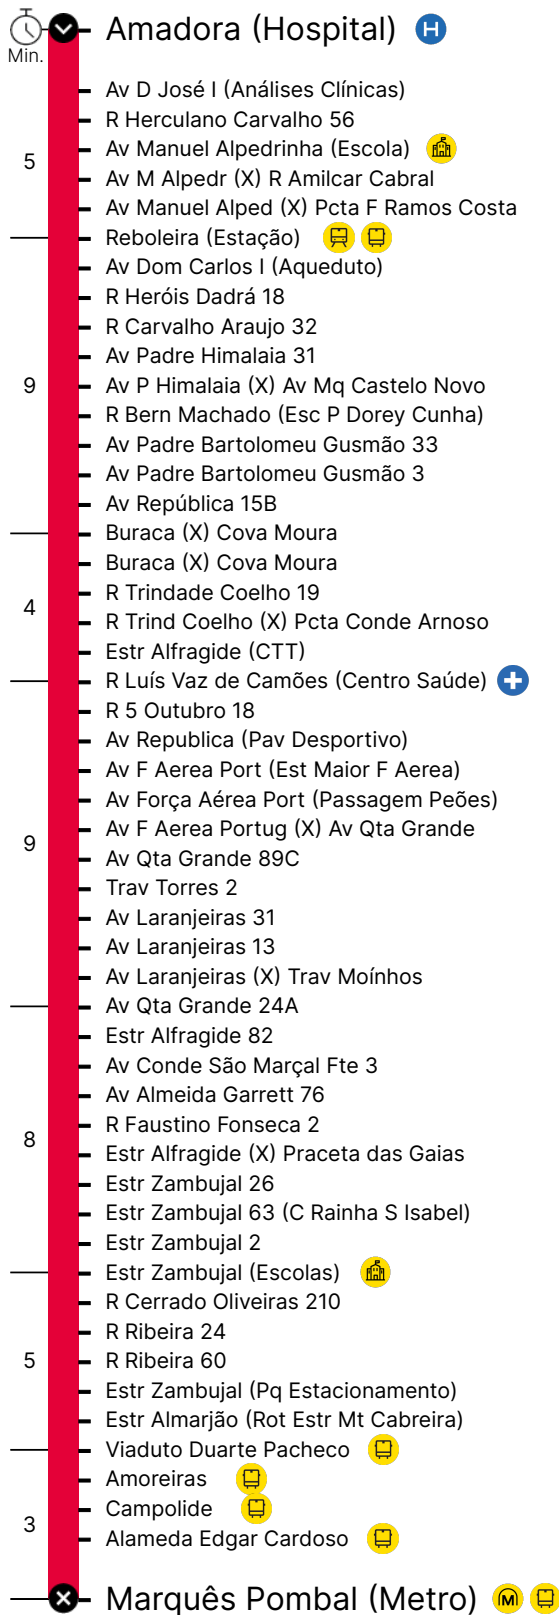 Amadora (Hospital) H
Min.
Av D José I (Análises Clínicas)
R Herculano Carvalho 56
Av Manuel Alpedrinha (Escola)
5
Av M Alpedr (X) R Amilcar Cabral
Av Manuel Alped (X) Pcta F Ramos Costa
Reboleira (Estação)
Av Dom Carlos I (Aqueduto)
R Heróis Dadrá 18
R Carvalho Araujo 32
Av Padre Himalaia 31
9
Av P Himalaia (X) Av Mq Castelo Novo
R Bern Machado (Esc P Dorey Cunha)
Av Padre Bartolomeu Gusmão 33
Av Padre Bartolomeu Gusmão 3
Av República 15B
Buraca (X) Cova Moura
Buraca (X) Cova Moura
R Trindade Coelho 19
4
R Trind Coelho (X) Pcta Conde Arnoso
Estr Alfragide (CTT)
R Luís Vaz de Camões (Centro Saúde)
R 5 Outubro 18
Av Republica (Pav Desportivo)
Av F Aerea Port (Est Maior F Aerea)
Av Força Aérea Port (Passagem Peões)
Av F Aerea Portug (X) Av Qta Grande
9
Av Qta Grande 89C
Trav Torres 2
Av Laranjeiras 31
Av Laranjeiras 13
Av Laranjeiras (X) Trav Moínhos
Av Qta Grande 24A
Estr Alfragide 82
Av Conde São Marçal Fte 3
Av Almeida Garrett 76
R Faustino Fonseca 2
8
Estr Alfragide (X) Praceta das Gaias
Estr Zambujal 26
Estr Zambujal 63 (C Rainha S Isabel)
Estr Zambujal 2
Estr Zambujal (Escolas)
R Cerrado Oliveiras 210
R Ribeira 24
5
R Ribeira 60
Estr Zambujal (Pq Estacionamento)
Estr Almarjão (Rot Estr Mt Cabreira)
Viaduto Duarte Pacheco
Amoreiras
Campolide
3
Alameda Edgar Cardoso
Marquês Pombal (Metro) M